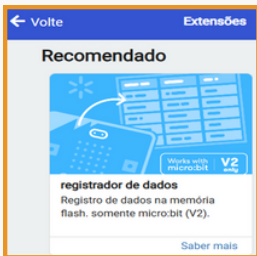 Volte
Extensões
Recomendado
Works with
micro:bit
V2
only
registrador de dados
Registro de dados na memória
flash. somente micro:bit (V2).
Saber mais